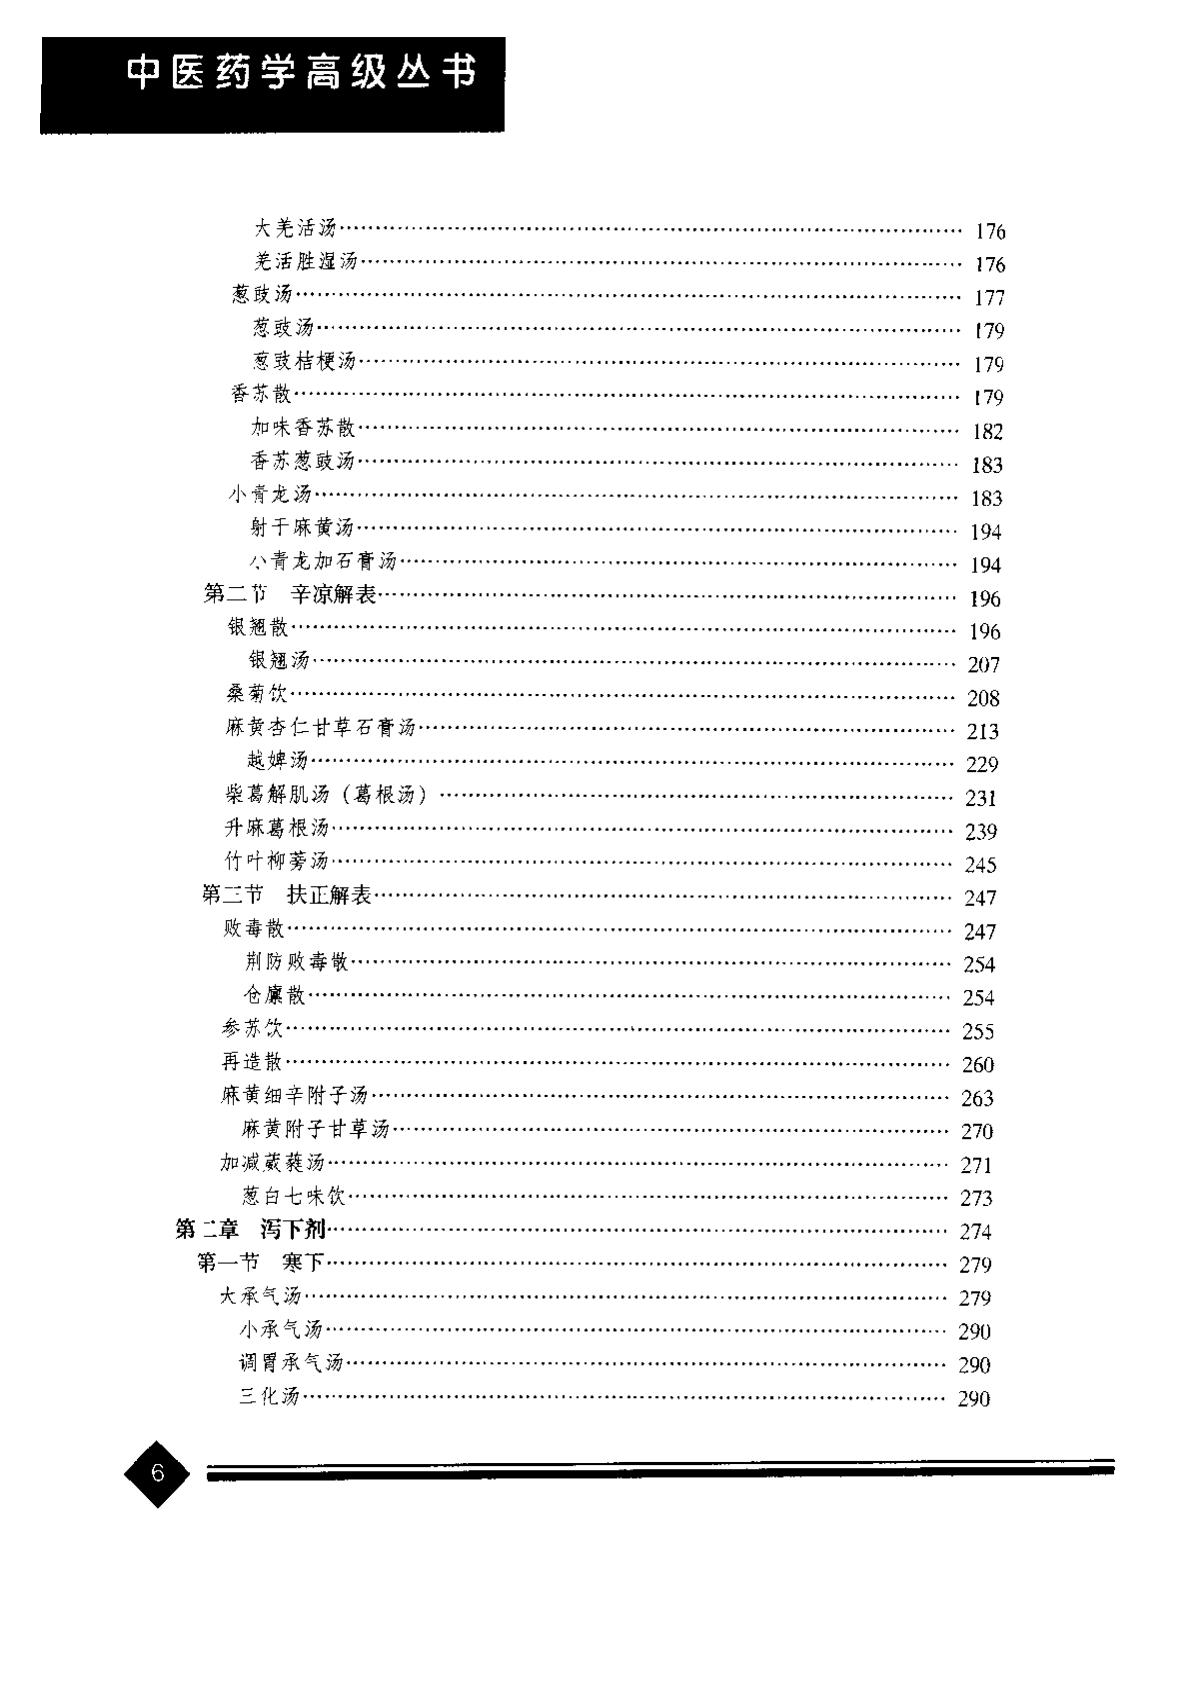 中医药学高级丛书
大羌活汤…………………………………………………………………… 176
羌活胜湿汤…………………………………………………………………… 176
葱豉汤…………………………………………………………………… 177
葱豉汤…………………………………………………………………… 179
葱豉桔梗汤…………………………………………………………………… 179
香苏散…………………………………………………………………… 179
加味香苏散…………………………………………………………………… 182
香苏葱豉汤…………………………………………………………………… 183
小青龙汤…………………………………………………………………… 183
射干麻黄汤…………………………………………………………………… 194
小青龙加石膏汤…………………………………………………………………… 194
第二节　辛凉解表…………………………………………………………………… 196
银翘散…………………………………………………………………… 196
银翘汤…………………………………………………………………… 207
桑菊饮…………………………………………………………………… 208
麻黄杏仁甘草石膏汤…………………………………………………………………… 213
越婢汤…………………………………………………………………… 229
柴葛解肌汤（葛根汤）…………………………………………………………………… 231
升麻葛根汤…………………………………………………………………… 239
竹叶柳蒡汤…………………………………………………………………… 245
第三节　扶正解表…………………………………………………………………… 247
败毒散…………………………………………………………………… 247
荆防败毒散…………………………………………………………………… 254
仓廪散…………………………………………………………………… 254
参苏饮…………………………………………………………………… 255
再造散…………………………………………………………………… 260
麻黄细辛附子汤…………………………………………………………………… 263
麻黄附子甘草汤…………………………………………………………………… 270
加减葳蕤汤…………………………………………………………………… 271
葱白七味饮…………………………………………………………………… 273
第二章　泻下剂…………………………………………………………………… 274
第一节　寒下…………………………………………………………………… 279
大承气汤…………………………………………………………………… 279
小承气汤…………………………………………………………………… 290
调胃承气汤…………………………………………………………………… 290
三化汤…………………………………………………………………… 290
6